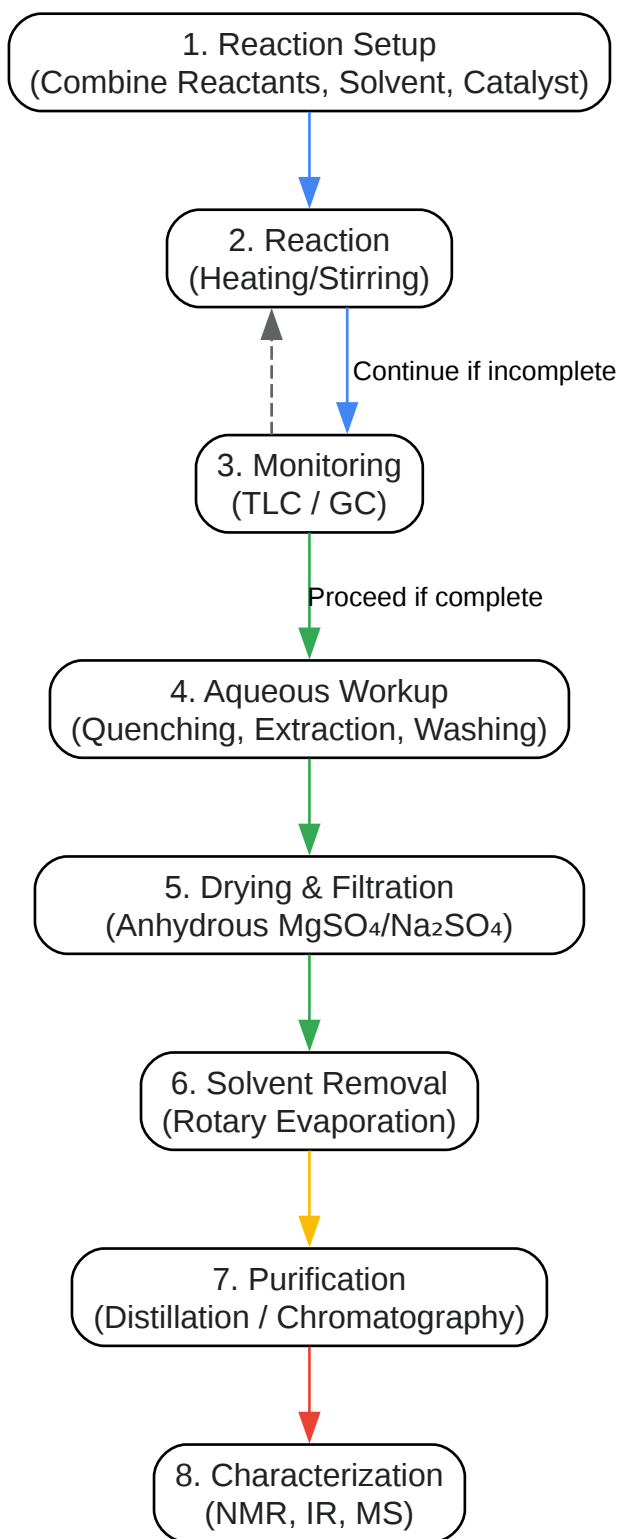 1. Reaction Setup
(Combine Reactants, Solvent, Catalyst)
2. Reaction
(Heating/Stirring)
Continue if incomplete
3. Monitoring
(TLC / GC)
Proceed if complete
4. Aqueous Workup
(Quenching, Extraction, Washing)
5. Drying & Filtration
(Anhydrous MgSO₄/Na₂SO₄)
6. Solvent Removal
(Rotary Evaporation)
7. Purification
(Distillation / Chromatography)
8. Characterization
(NMR, IR, MS)